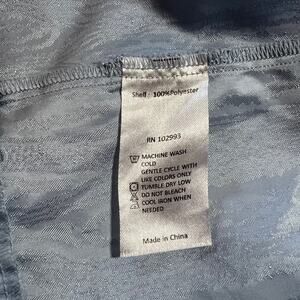 Shell: 100%Polyester
RN 102993
MACHINE WASH
COLD
GENTLE CYCLE WITH
LIKE COLORS ONLY
TUMBLE DRY LOW
DO NOT BLEACH
COOL IRON WHEN
NEEDED
Made in China